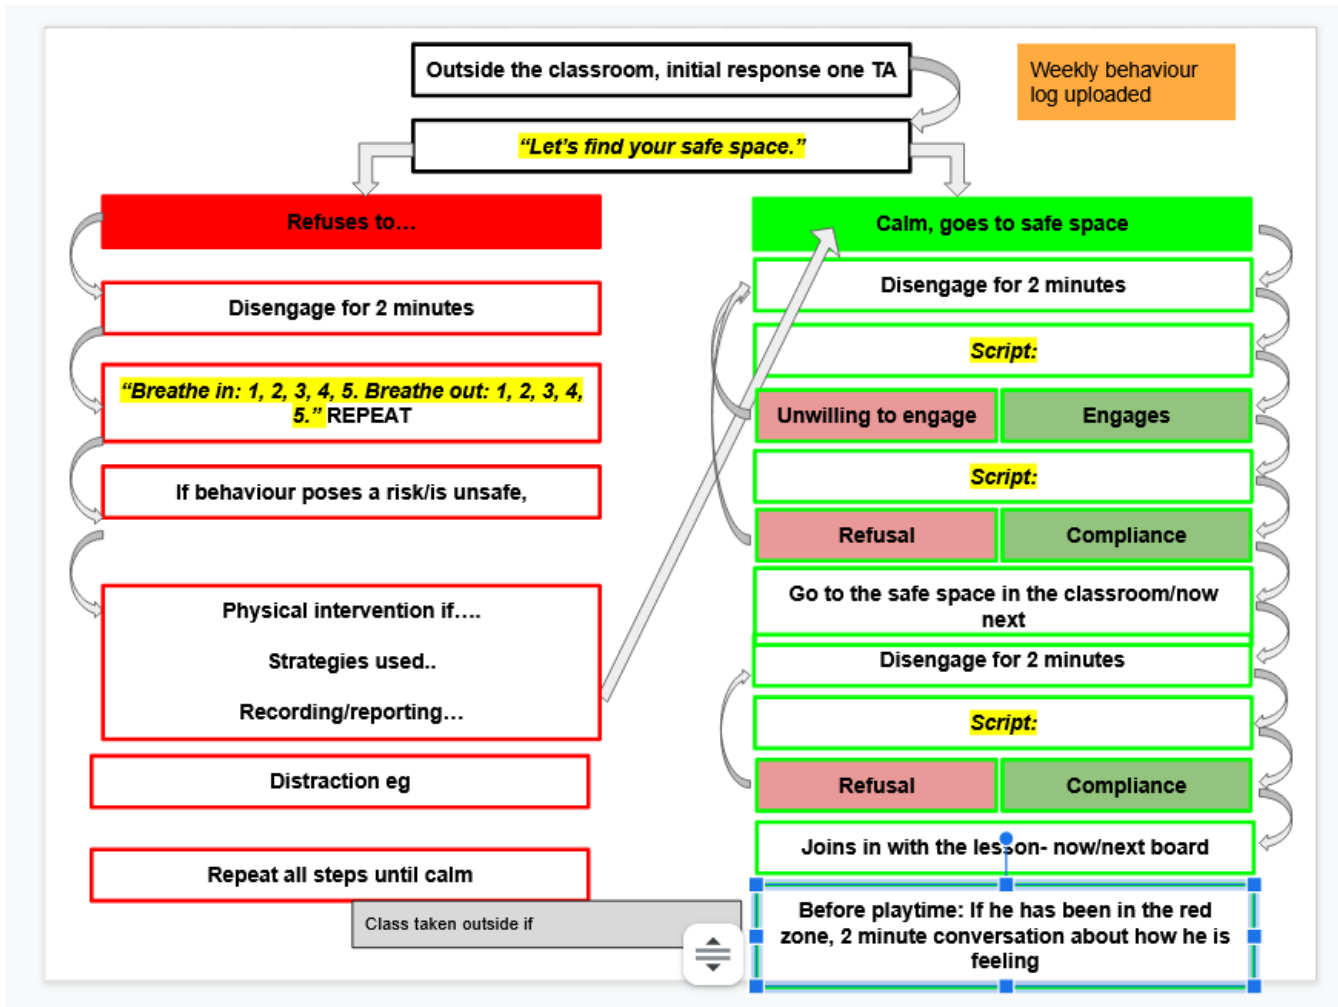 Outside the classroom, initial response one TA
Weekly behaviour
log uploaded
“Let’s find your safe space.”
Refuses to…
Disengage for 2 minutes
“Breathe in: 1, 2, 3, 4, 5. Breathe out: 1, 2, 3, 4,
5.” REPEAT
If behaviour poses a risk/is unsafe,
Physical intervention if….
Strategies used..
Recording/reporting…
Distraction eg
Repeat all steps until calm
Class taken outside if
Calm, goes to safe space
Disengage for 2 minutes
Script:
Unwilling to engage
Engages
Script:
Refusal
Compliance
Go to the safe space in the classroom/now
next
Disengage for 2 minutes
Script:
Refusal
Compliance
Joins in with the lesson- now/next board
Before playtime: If he has been in the red
zone, 2 minute conversation about how he is
feeling